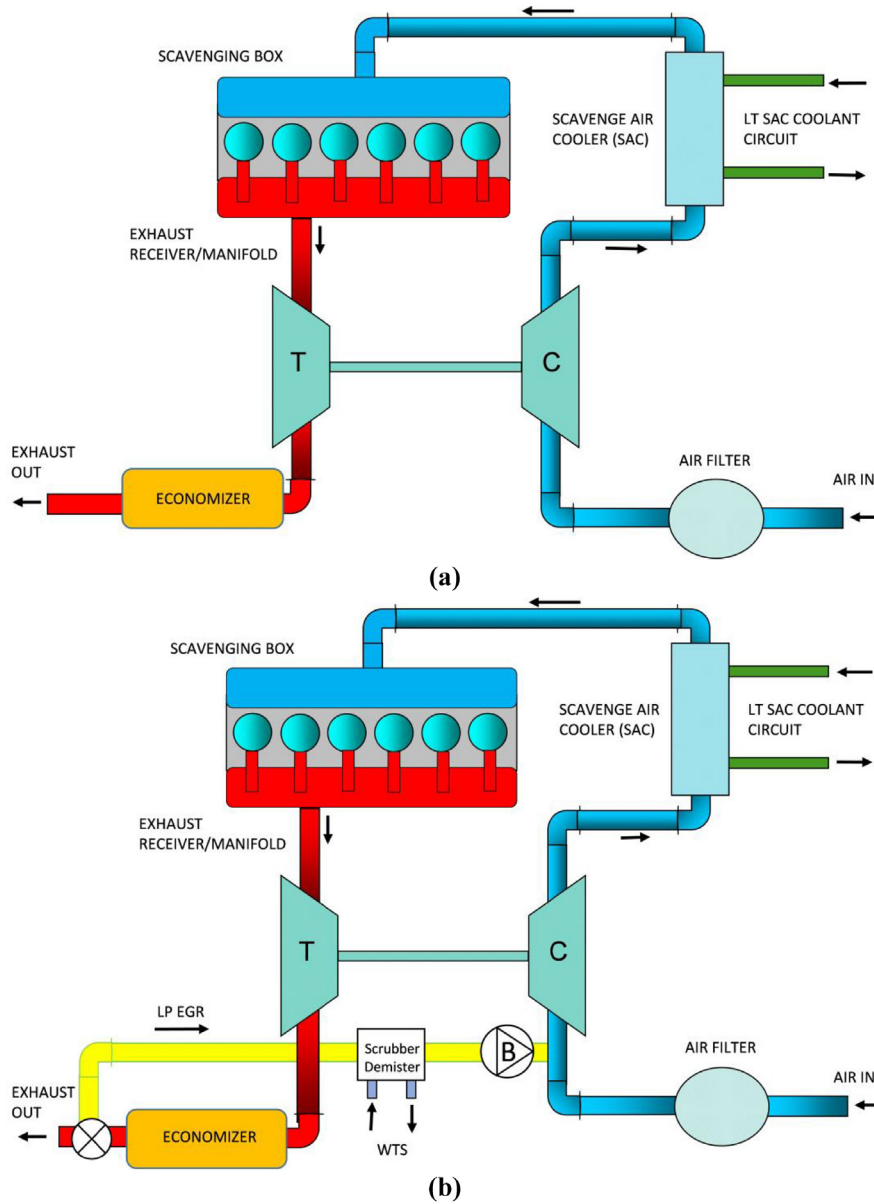 SCAVENGING BOX
SCAVENGE AIR
COOLER (SAC)
LT SAC COOLANT
CIRCUIT
EXHAUST
RECEIVER/MANIFOLD
T
C
EXHAUST
OUT
ECONOMIZER
AIR FILTER
AIR IN
(a)
SCAVENGING BOX
SCAVENGE AIR
COOLER (SAC)
LT SAC COOLANT
CIRCUIT
EXHAUST
RECEIVER/MANIFOLD
T
C
LP EGR
Scrubber
Demister
B
AIR FILTER
AIR IN
EXHAUST
OUT
ECONOMIZER
WTS
(b)